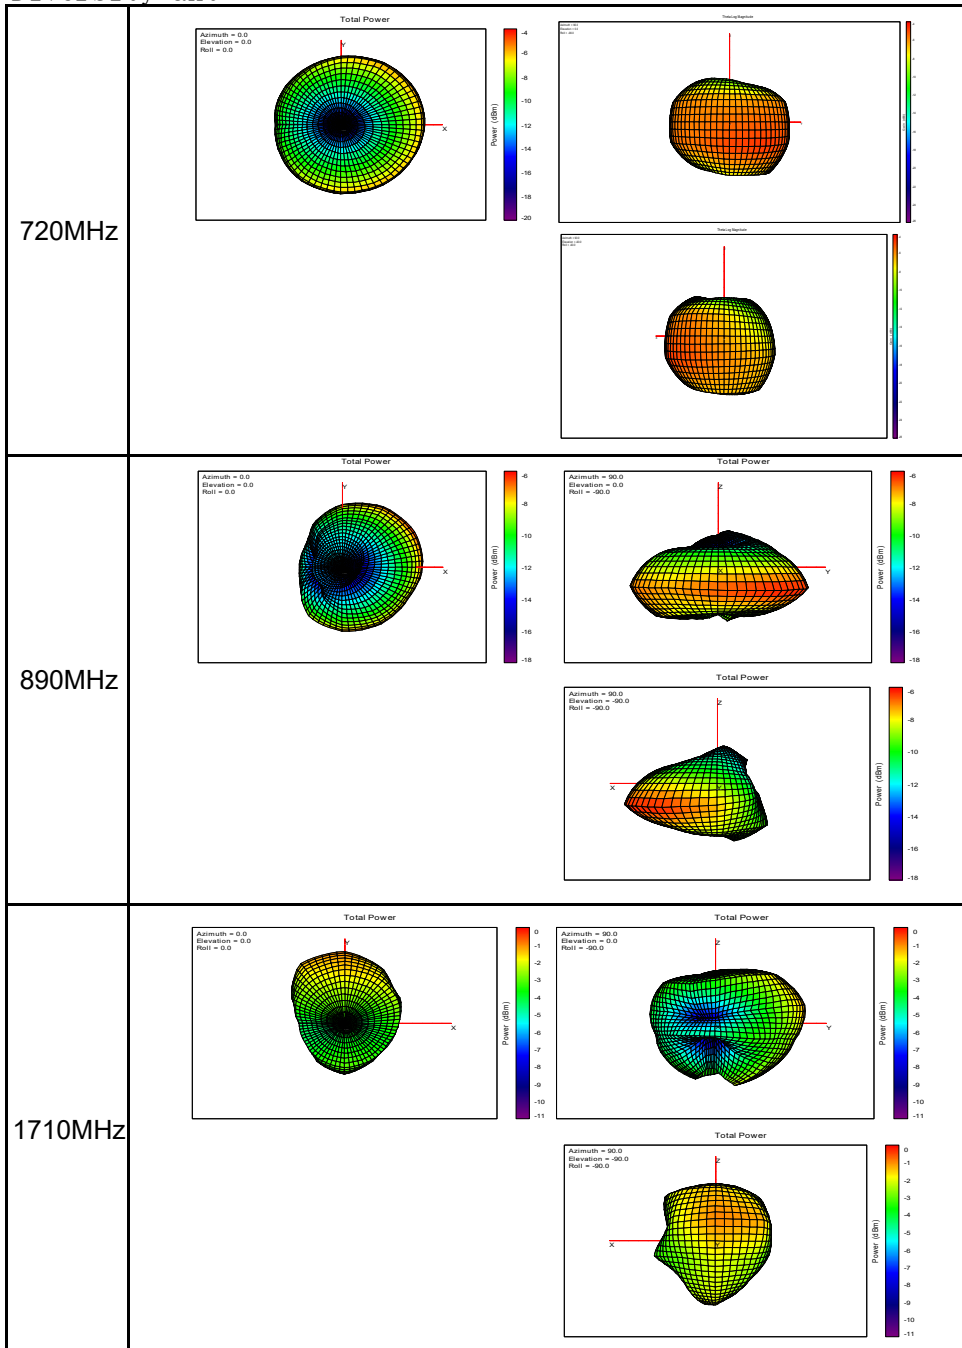 720MHz
Total Power
Azimuth = 0.0
Elevation = 0.0
Roll = 0.0
Y
X
Power (dBm)
-4
-6
-8
-10
-12
-14
-16
-18
-20
Theta Log Magnitude
Theta Log Magnitude
890MHz
Total Power
Azimuth = 0.0
Elevation = 0.0
Roll = 0.0
Y
X
Power (dBm)
-6
-8
-10
-12
-14
-16
-18
Total Power
Azimuth = 90.0
Elevation = 0.0
Roll = -90.0
Z
X
Y
Power (dBm)
-6
-8
-10
-12
-14
-16
-18
Total Power
Azimuth = 90.0
Elevation = -90.0
Roll = -90.0
Z
X
Y
Power (dBm)
-6
-8
-10
-12
-14
-16
-18
1710MHz
Total Power
Azimuth = 0.0
Elevation = 0.0
Roll = 0.0
Y
X
Power (dBm)
0
-1
-2
-3
-4
-5
-6
-7
-8
-9
-10
-11
Total Power
Azimuth = 90.0
Elevation = 0.0
Roll = -90.0
Z
Y
Power (dBm)
0
-1
-2
-3
-4
-5
-6
-7
-8
-9
-10
-11
Total Power
Azimuth = 90.0
Elevation = -90.0
Roll = -90.0
Z
X
Y
Power (dBm)
0
-1
-2
-3
-4
-5
-6
-7
-8
-9
-10
-11